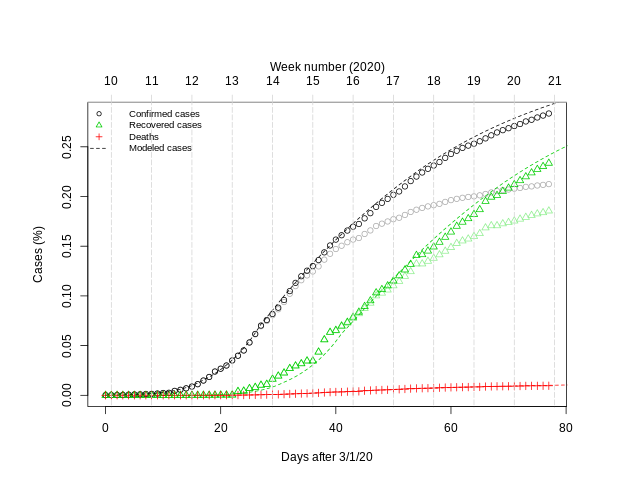 Week number (2020)
10 11 12 13 14 15 16 17 18 19 20 21
Confirmed cases
Recovered cases
Deaths
Modeled cases
Cases (%)
0.25
0.20
0.15
0.10
0.05
0.00
0 20 40 60 80
Days after 3/1/20